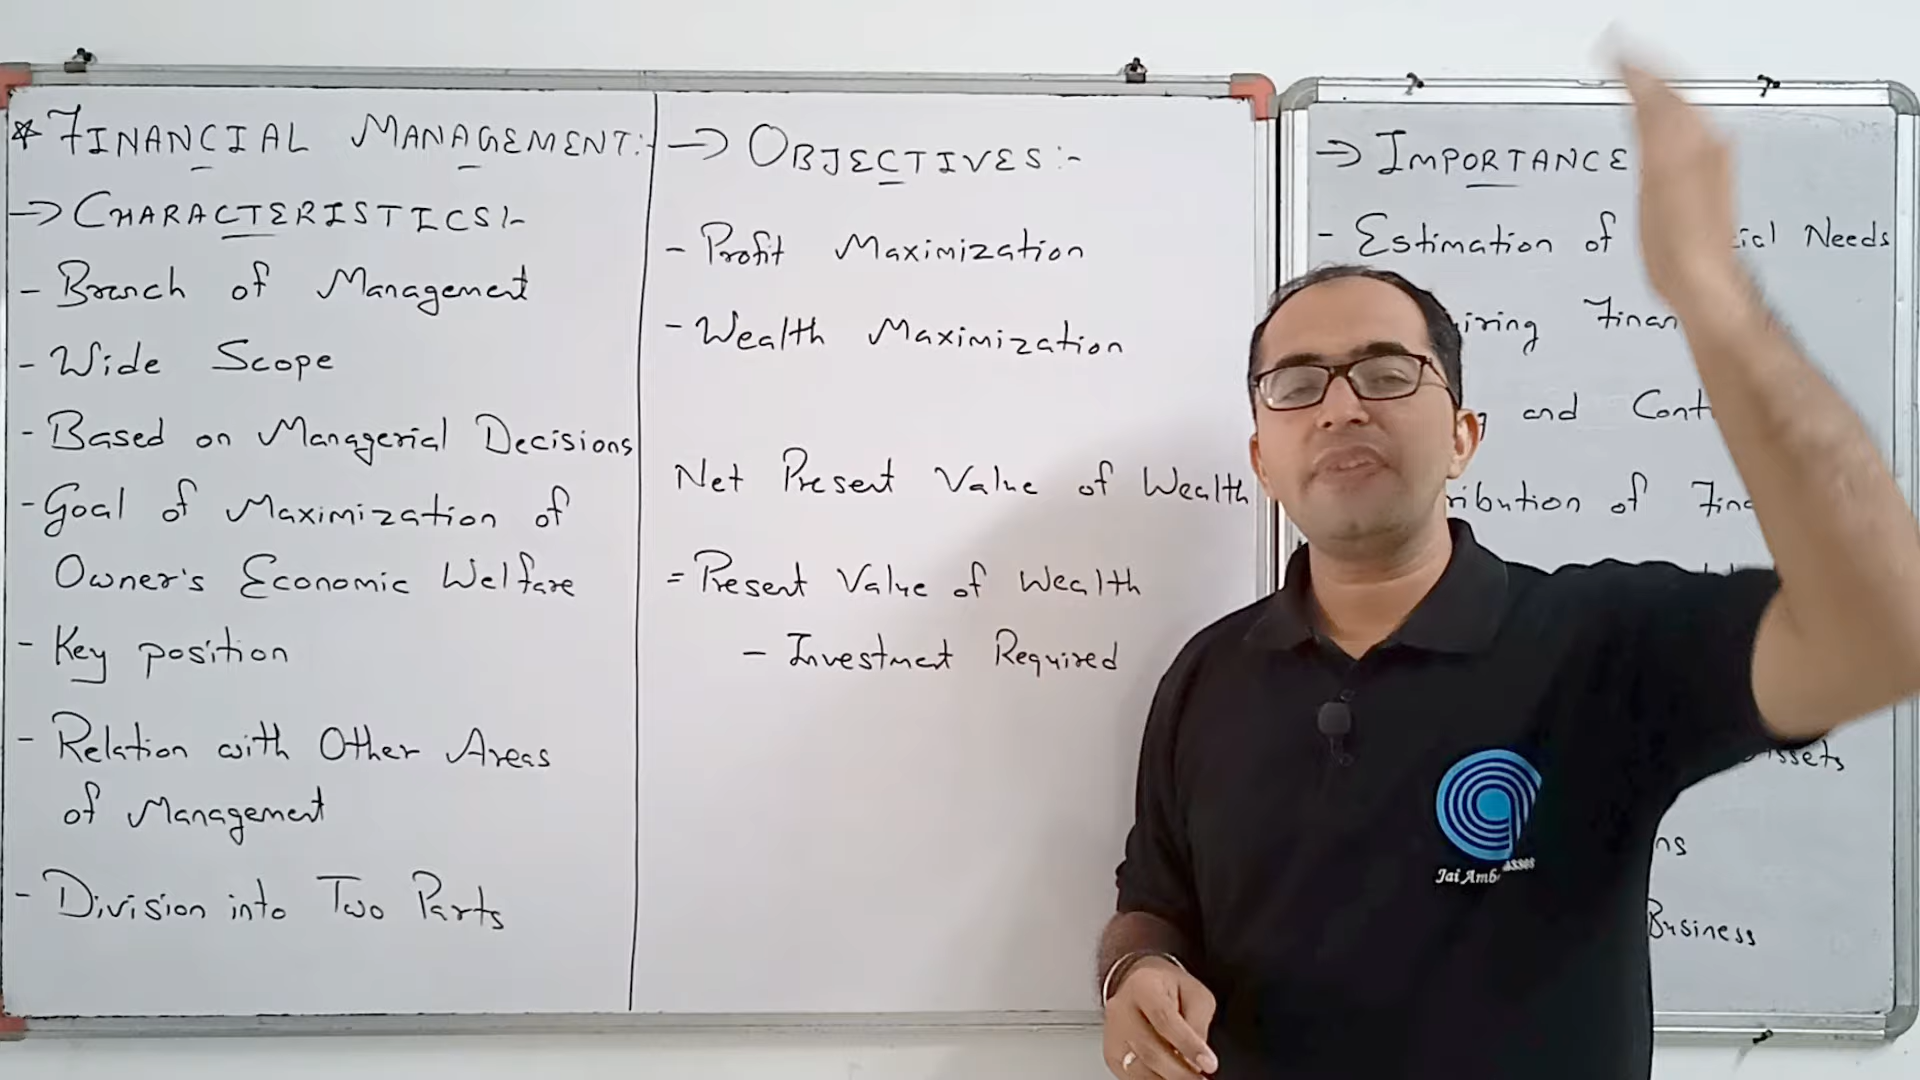 * FINANCIAL MANAGEMENT:-
→ CHARACTERISTICS:-
- Branch of Management
- Wide Scope
- Based on Managerial Decisions
- Goal of Maximization of
Owner's Economic Welfare
- Key position
- Relation with Other Areas
of Management
- Division into Two Parts
→ OBJECTIVES:-
- Profit Maximization
- Wealth Maximization
Net Present Value of Wealth
= Present Value of Wealth
- Investment Required
→ IMPORTANCE
- Estimation of Needs
and
of
Business
Jai